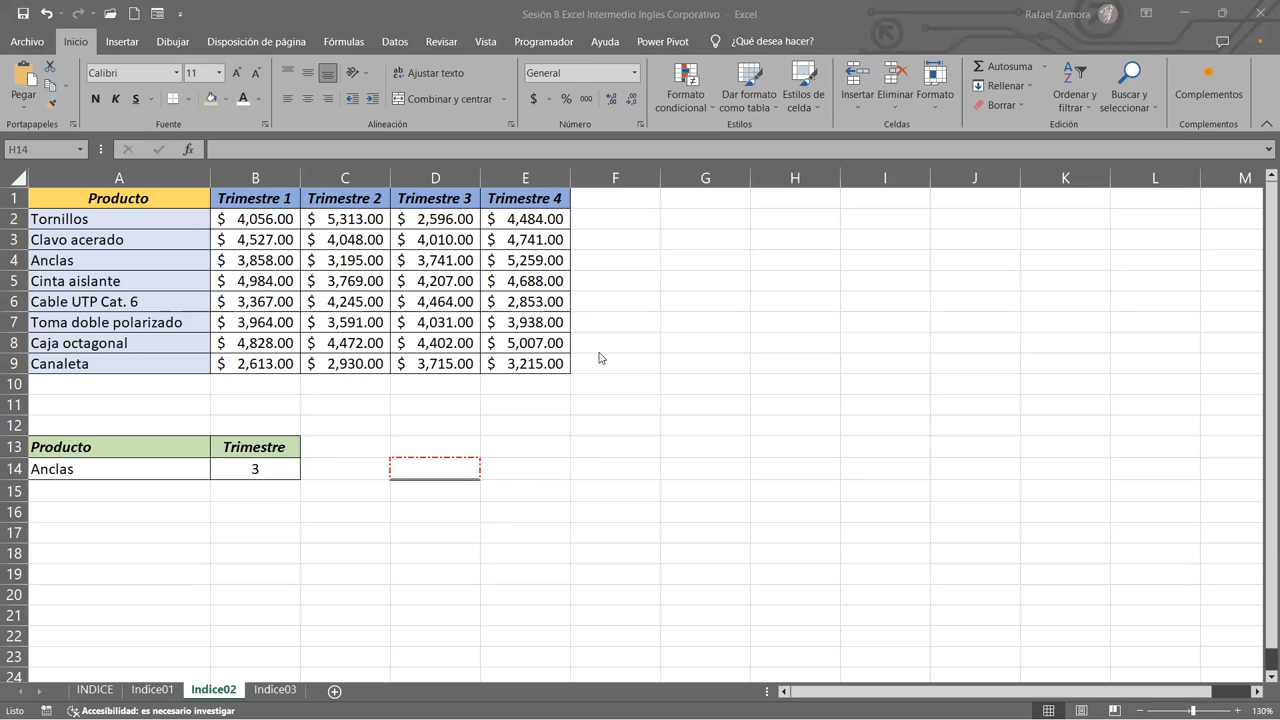 Sesión 8 Excel Intermedio Ingles Corporativo - Excel
Rafael Zamora
Archivo Inicio Insertar Dibujar Disposición de página Fórmulas Datos Revisar Vista Programador Ayuda Power Pivot ¿Qué desea hacer?
Pegar
Calibri 11
N K S
Ajustar texto
Combinar y centrar
General
$ % 000
Formato condicional
Dar formato como tabla
Estilos de celda
Insertar Eliminar Formato
Autosuma
Rellenar
Borrar
Ordenar y filtrar
Buscar y seleccionar
Complementos
Portapapeles Fuente Alineación Número Estilos Celdas Edición Complementos
H14 fx
A B C D E F G H I J K L M
1 Producto Trimestre 1 Trimestre 2 Trimestre 3 Trimestre 4
2 Tornillos $ 4,056.00 $ 5,313.00 $ 2,596.00 $ 4,484.00
3 Clavo acerado $ 4,527.00 $ 4,048.00 $ 4,010.00 $ 4,741.00
4 Anclas $ 3,858.00 $ 3,195.00 $ 3,741.00 $ 5,259.00
5 Cinta aislante $ 4,984.00 $ 3,769.00 $ 4,207.00 $ 4,688.00
6 Cable UTP Cat. 6 $ 3,367.00 $ 4,245.00 $ 4,464.00 $ 2,853.00
7 Toma doble polarizado $ 3,964.00 $ 3,591.00 $ 4,031.00 $ 3,938.00
8 Caja octagonal $ 4,828.00 $ 4,472.00 $ 4,402.00 $ 5,007.00
9 Canaleta $ 2,613.00 $ 2,930.00 $ 3,715.00 $ 3,215.00
10
11
12
13 Producto Trimestre
14 Anclas 3
15
16
17
18
19
20
21
22
23
24
INDICE Indice01 Indice02 Indice03
Listo Accesibilidad: es necesario investigar 130%